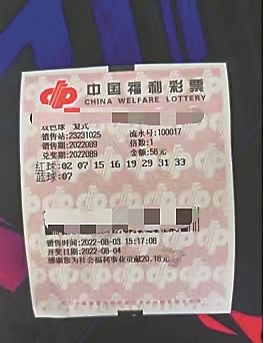 中国福利彩票
CHINA WELFARE LOTTERY
双色球 复式
销售站:23231025 流水号:100017
销售期:2022089 倍数:1
兑奖期:2022089 金额:56元
红球:02 07 15 16 19 29 31 33
蓝球:07
销售时间:2022-08-03 15:17:08
开奖日期:2022-08-04
感谢您为社会福利事业贡献20.16元